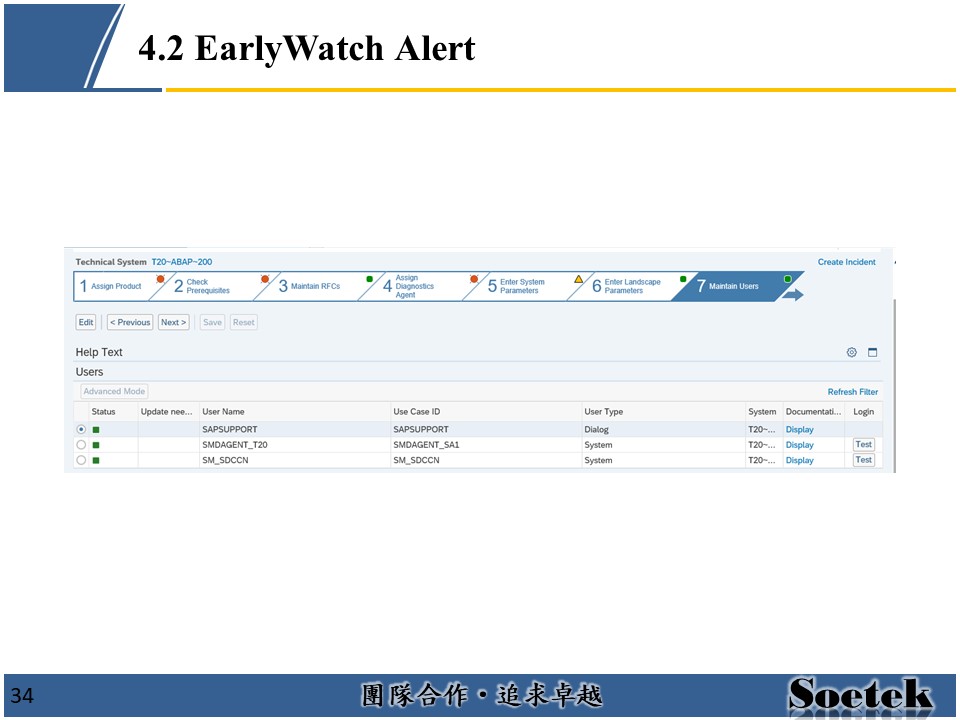 4.2 EarlyWatch Alert
Technical System T20~ABAP~200 Create Incident
1 Assign Product 2 Check Prerequisites 3 Maintain RFCs 4 Assign Diagnostics Agent 5 Enter System Parameters 6 Enter Landscape Parameters 7 Maintain Users
Edit < Previous Next > Save Reset
Help Text
Users
Advanced Mode Refresh Filter
Status Update nee... User Name Use Case ID User Type System Documentati... Login
SAPSUPPORT SAPSUPPORT Dialog T20~... Display
SMDAGENT_T20 SMDAGENT_SA1 System T20~... Display Test
SM_SDCCN SM_SDCCN System T20~... Display Test
34 團隊合作·追求卓越 Soetek